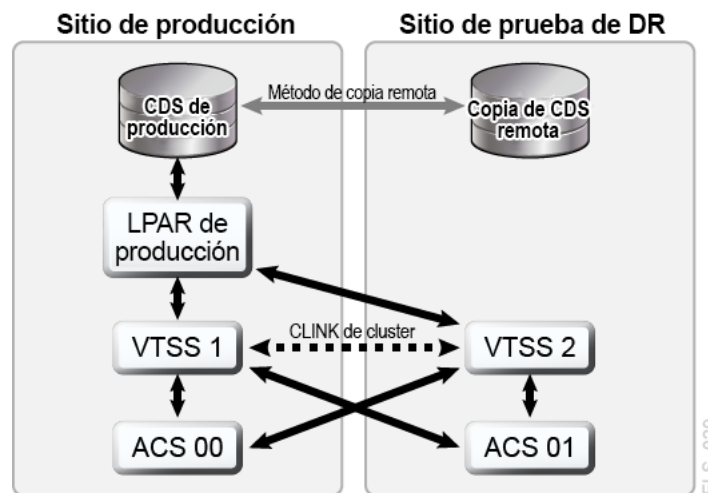 Sitio de producción
Sitio de prueba de DR
CDS de
producción
Método de copia remota
Copia de CDS
remota
LPAR de
producción
CLINK de cluster
VTSS 1
VTSS 2
ACS 00
ACS 01